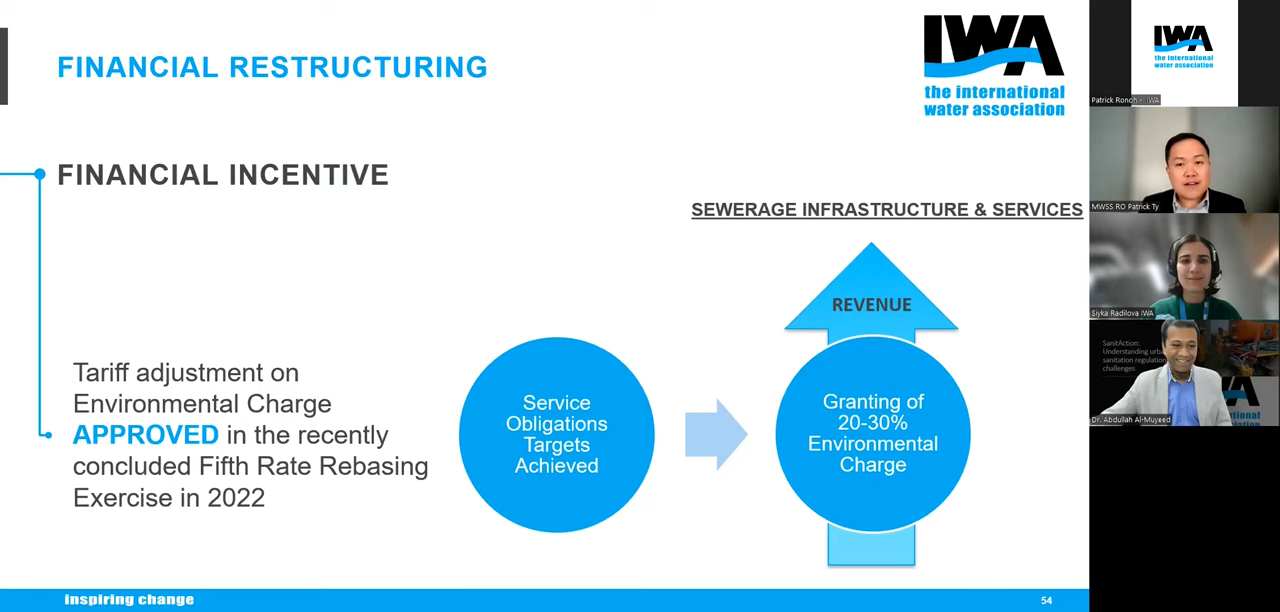 FINANCIAL RESTRUCTURING
IWA
the international
water association
FINANCIAL INCENTIVE
SEWERAGE INFRASTRUCTURE & SERVICES
REVENUE
Tariff adjustment on
Environmental Charge
APPROVED in the recently
concluded Fifth Rate Rebasing
Exercise in 2022
Service
Obligations
Targets
Achieved
Granting of
20-30%
Environmental
Charge
inspiring change
54
IWA
the international
water association
Patrick Ronoh - IWA
MWSS RO Patrick Ty
Siyka Radilova IWA
SanitAction:
Understanding urb
sanitation regulation
challenges
Dr. Abdullah Al-Muyeed